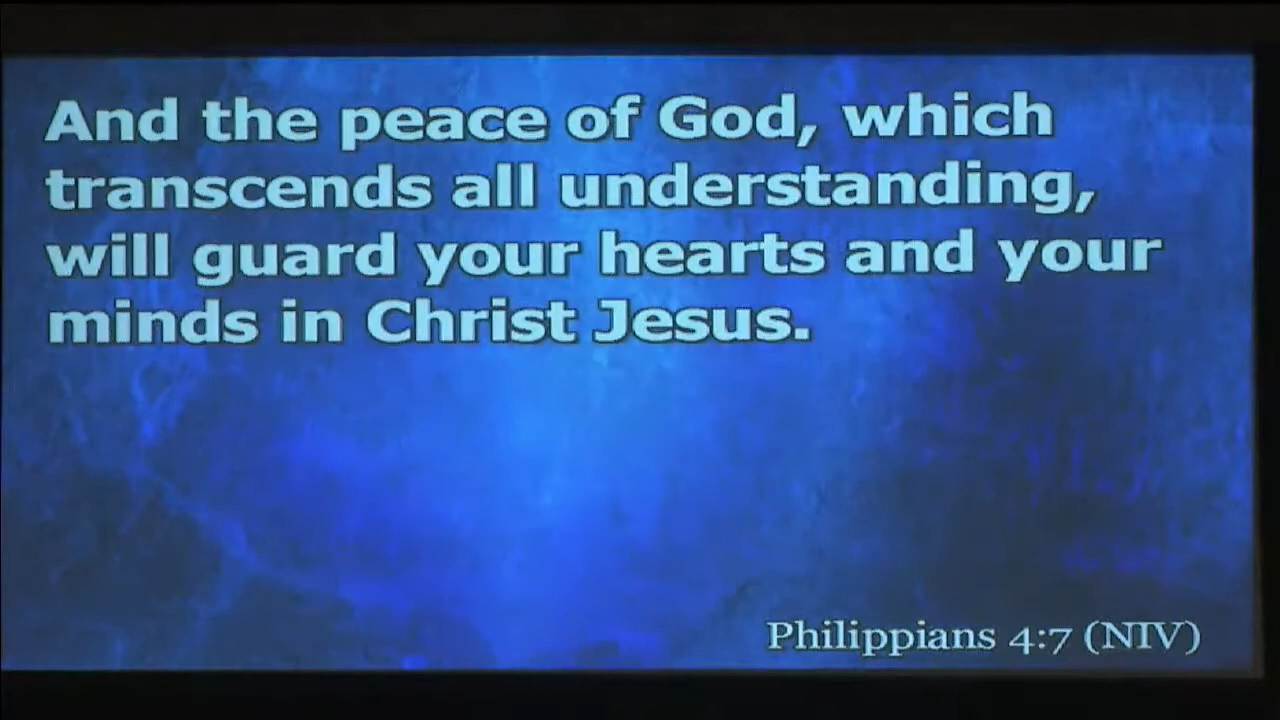 And the peace of God, which
transcends all understanding,
will guard your hearts and your
minds in Christ Jesus.
Philippians 4:7 (NIV)